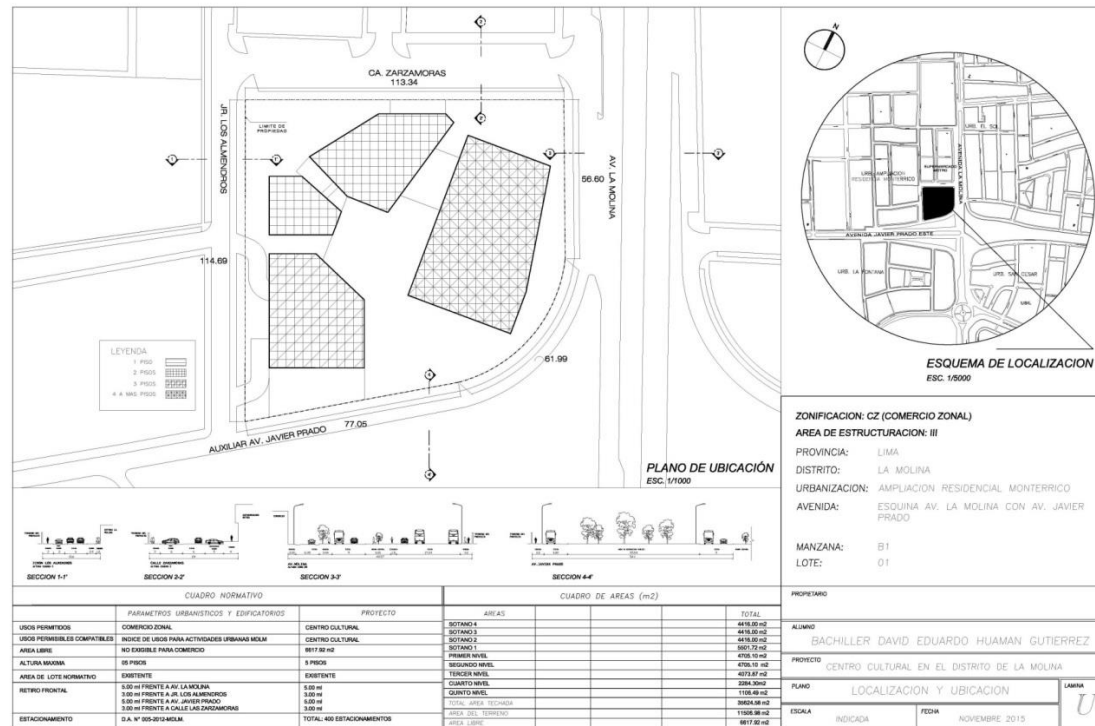 CA. ZARZAMORAS
113.34
JR. LOS ALMENDROS
LIMITE DE
PROPIEDAD
AV. LA MOLINA
56.60
114.69
61.99
77.05
AUXILIAR AV. JAVIER PRADO
LEYENDA
1 PISO
2 PISOS
3 PISOS
4 A MAS PISOS
PLANO DE UBICACIÓN
ESC. 1/1000
N
URB. EL SOL
AVENIDA LA MOLINA
SUPERMERCADO
METRO
URB. AMPLIACION
RESIDENCIAL MONTERRICO
AVENIDA JAVIER PRADO ESTE
URB. LA FONTANA
URB. SAN CESAR
ESQUEMA DE LOCALIZACION
ESC. 1/5000
ZONIFICACION: CZ (COMERCIO ZONAL)
AREA DE ESTRUCTURACION: III
PROVINCIA: LIMA
DISTRITO: LA MOLINA
URBANIZACION: AMPLIACION RESIDENCIAL MONTERRICO
AVENIDA: ESQUINA AV. LA MOLINA CON AV. JAVIER
PRADO
MANZANA: B1
LOTE: 01
SECCION 1-1'
SECCION 2-2'
SECCION 3-3'
SECCION 4-4'
CUADRO NORMATIVO
PARAMETROS URBANISTICOS Y EDIFICATORIOS PROYECTO
USOS PERMITIDOS COMERCIO ZONAL CENTRO CULTURAL
USOS PERMISIBLES COMPATIBLES INDICE DE USOS PARA ACTIVIDADES URBANAS MDLM CENTRO CULTURAL
AREA LIBRE NO EXIGIBLE PARA COMERCIO 6617.92 m2
ALTURA MAXIMA 05 PISOS 5 PISOS
AREA DE LOTE NORMATIVO EXISTENTE EXISTENTE
RETIRO FRONTAL
5.00 ml FRENTE A AV. LA MOLINA 5.00 ml
3.00 ml FRENTE A JR. LOS ALMENDROS 3.00 ml
5.00 ml FRENTE A AV. JAVIER PRADO 5.00 ml
3.00 ml FRENTE A CALLE LAS ZARZAMORAS 3.00 ml
ESTACIONAMIENTO D.A. N° 005-2012-MDLM. TOTAL: 400 ESTACIONAMIENTOS
CUADRO DE AREAS (m2)
AREAS TOTAL
SOTANO 4 4416.00 m2
SOTANO 3 4416.00 m2
SOTANO 2 4416.00 m2
SOTANO 1 5501.72 m2
PRIMER NIVEL 4705.10 m2
SEGUNDO NIVEL 4705.10 m2
TERCER NIVEL 4073.87 m2
CUARTO NIVEL 2284.30m2
QUINTO NIVEL 1106.49 m2
TOTAL AREA TECHADA 35624.58 m2
AREA DEL TERRENO 11506.98 m2
AREA LIBRE 6617.92 m2
PROPIETARIO
ALUMNO
BACHILLER DAVID EDUARDO HUAMAN GUTIERREZ
PROYECTO
CENTRO CULTURAL EN EL DISTRITO DE LA MOLINA
PLANO
LOCALIZACION Y UBICACION
LAMINA
U
ESCALA
INDICADA
FECHA
NOVIEMBRE 2015